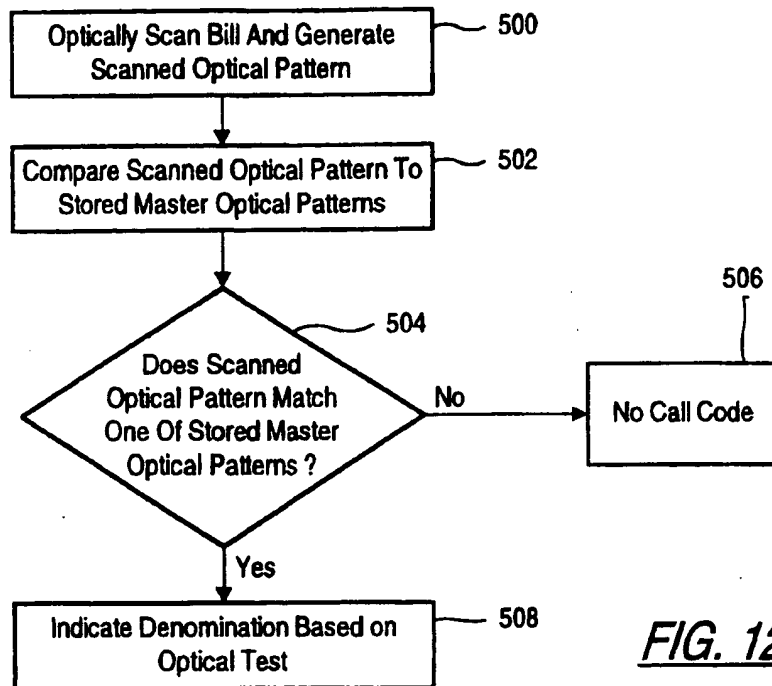 Optically Scan Bill And Generate
Scanned Optical Pattern
500
Compare Scanned Optical Pattern To
Stored Master Optical Patterns
502
504
Does Scanned
Optical Pattern Match
One Of Stored Master
Optical Patterns ?
No
506
No Call Code
Yes
Indicate Denomination Based on
Optical Test
508
FIG. 12